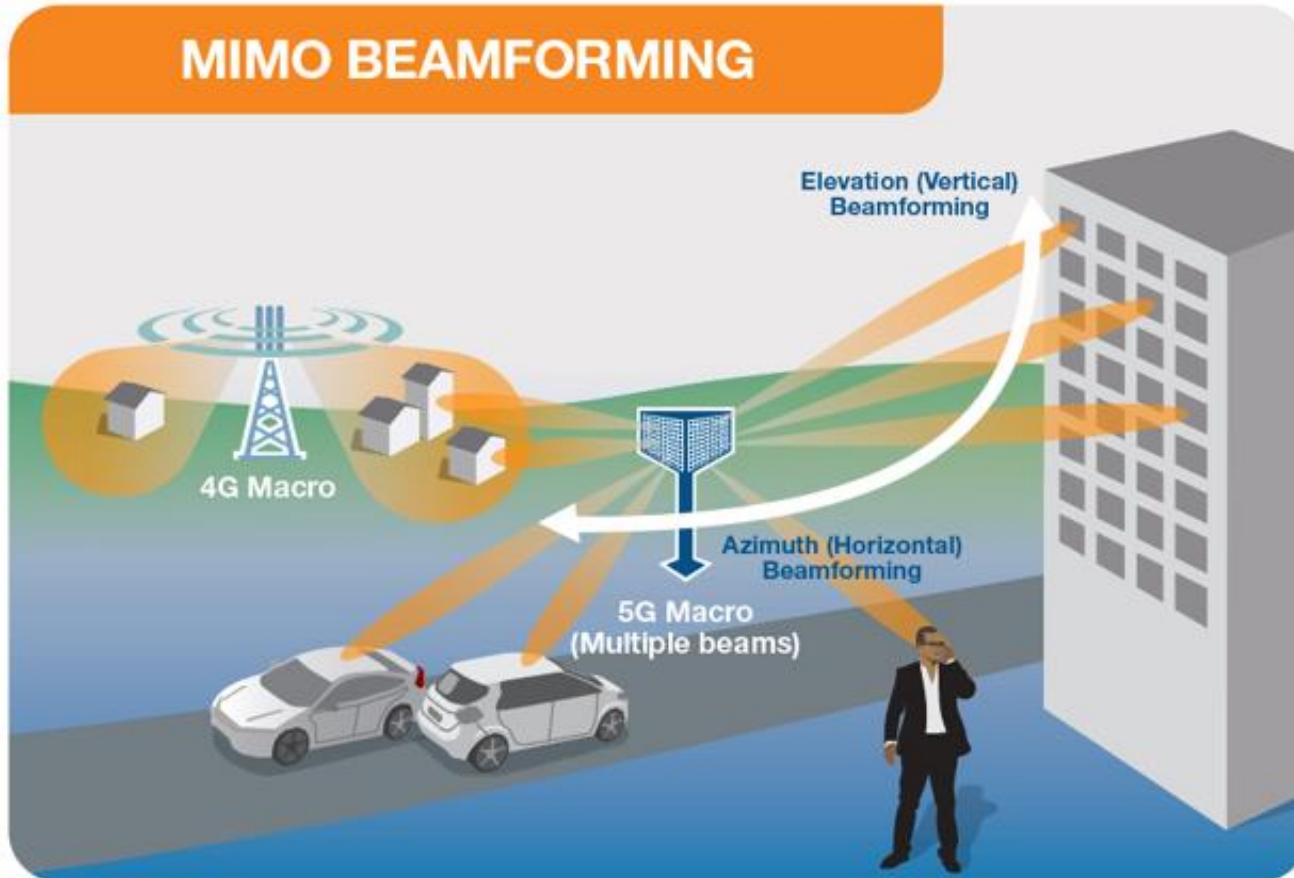 MIMO BEAMFORMING
Elevation (Vertical)
Beamforming
4G Macro
Azimuth (Horizontal)
Beamforming
5G Macro
(Multiple beams)